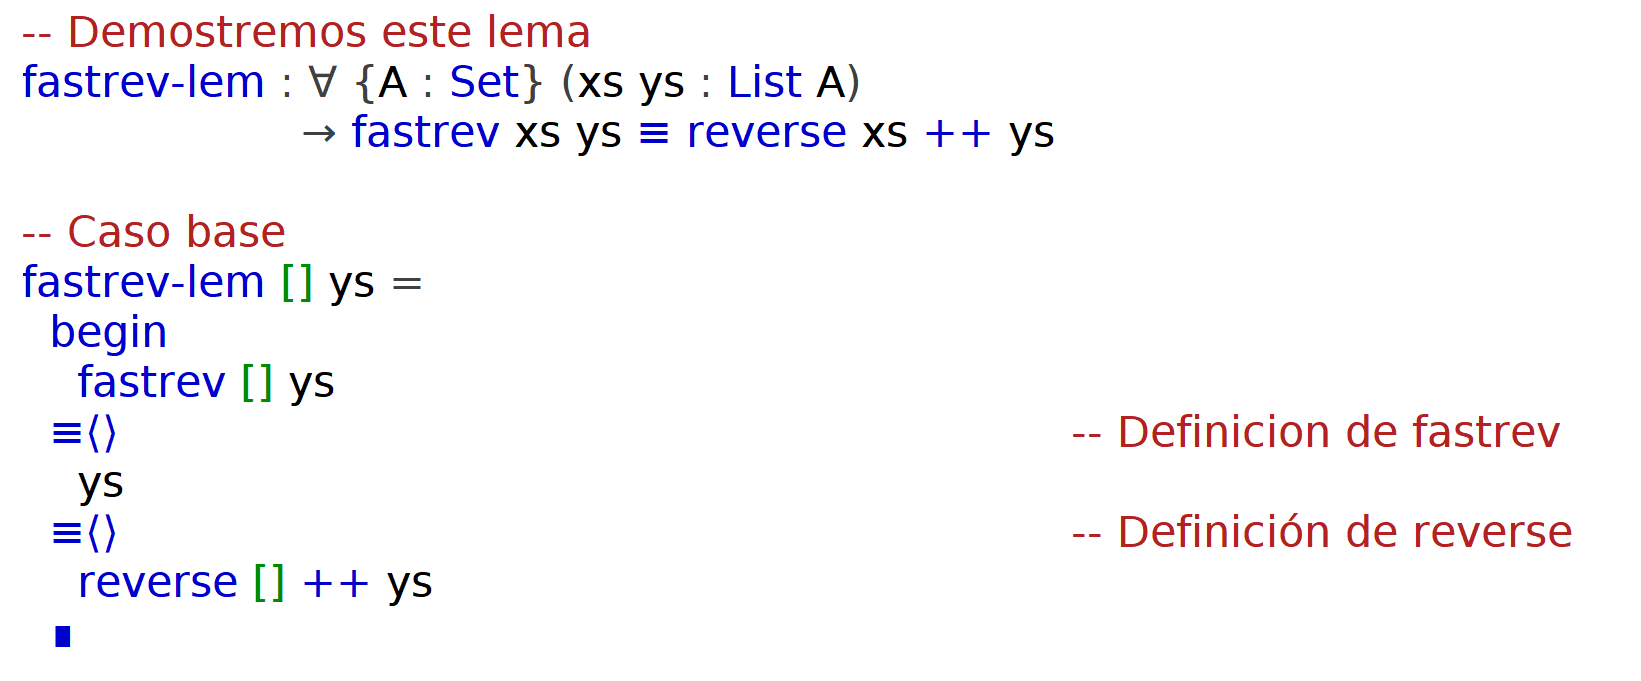 -- Demostremos este lema
fastrev-lem : ∀ {A : Set} (xs ys : List A)
→ fastrev xs ys ≡ reverse xs ++ ys
-- Caso base
fastrev-lem [] ys =
begin
fastrev [] ys
≡⟨⟩ -- Definicion de fastrev
ys
≡⟨⟩ -- Definición de reverse
reverse [] ++ ys
∎